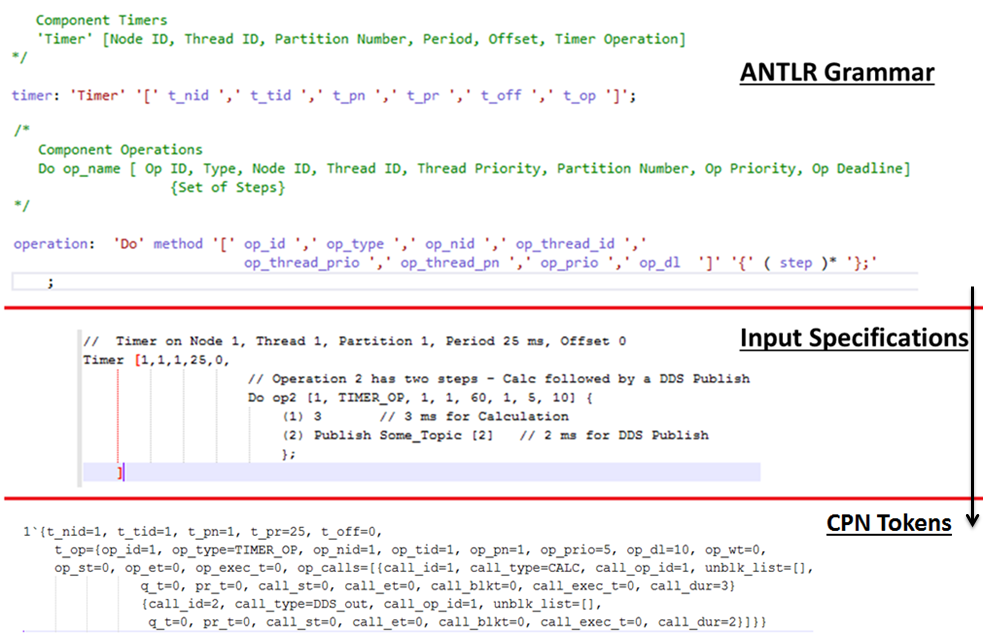 Component Timers
'Timer' [Node ID, Thread ID, Partition Number, Period, Offset, Timer Operation]
*/
ANTLR Grammar
timer: 'Timer' '[' t_nid ',' t_tid ',' t_pn ',' t_pr ',' t_off ',' t_op ']';
/*
Component Operations
Do op_name [ Op ID, Type, Node ID, Thread ID, Thread Priority, Partition Number, Op Priority, Op Deadline]
{Set of Steps}
*/
operation: 'Do' method '[' op_id ',' op_type ',' op_nid ',' op_thread_id ','
op_thread_prio ',' op_thread_pn ',' op_prio ',' op_dl ']' '{' ( step )* '};'
;
Input Specifications
// Timer on Node 1, Thread 1, Partition 1, Period 25 ms, Offset 0
Timer [1,1,1,25,0,
// Operation 2 has two steps - Calc followed by a DDS Publish
Do op2 [1, TIMER_OP, 1, 1, 60, 1, 5, 10] {
(1) 3 // 3 ms for Calculation
(2) Publish Some_Topic [2] // 2 ms for DDS Publish
};
]
CPN Tokens
1`{t_nid=1, t_tid=1, t_pn=1, t_pr=25, t_off=0,
t_op={op_id=1, op_type=TIMER_OP, op_nid=1, op_tid=1, op_pn=1, op_prio=5, op_dl=10, op_wt=0,
op_st=0, op_et=0, op_exec_t=0, op_calls=[{call_id=1, call_type=CALC, call_op_id=1, unblk_list=[],
q_t=0, pr_t=0, call_st=0, call_et=0, call_blkt=0, call_exec_t=0, call_dur=3}
{call_id=2, call_type=DDS_out, call_op_id=1, unblk_list=[],
q_t=0, pr_t=0, call_st=0, call_et=0, call_blkt=0, call_exec_t=0, call_dur=2}]}}